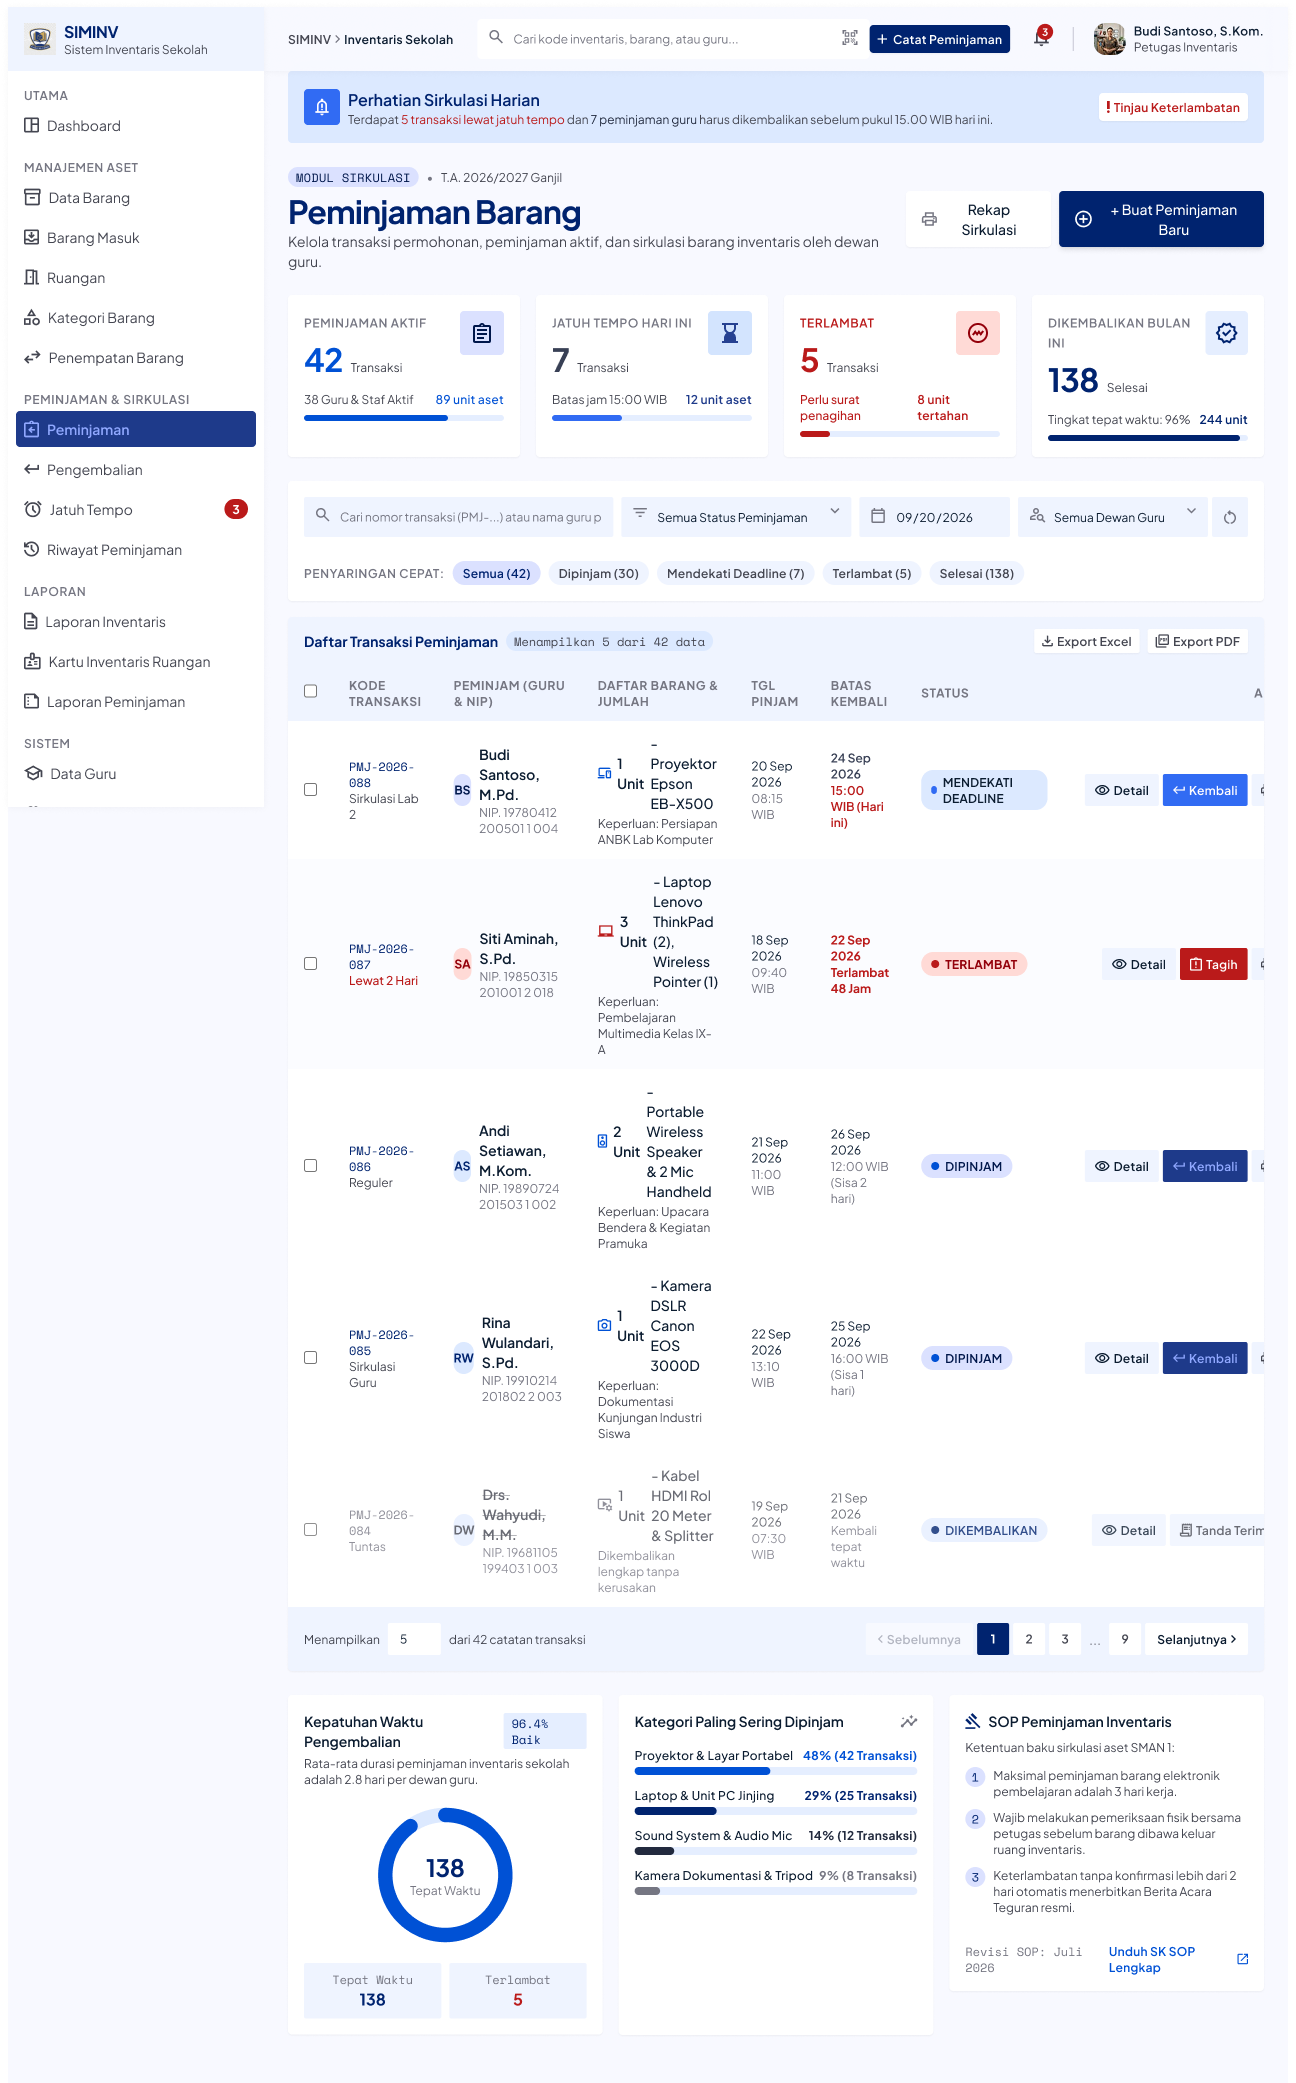 SIMINV
Sistem Inventaris Sekolah
SIMINV > Inventaris Sekolah
Cari kode inventaris, barang, atau guru...
+ Catat Peminjaman
3
Budi Santoso, S.Kom.
Petugas Inventaris
UTAMA
Dashboard
MANAJEMEN ASET
Data Barang
Barang Masuk
Ruangan
Kategori Barang
Penempatan Barang
PEMINJAMAN & SIRKULASI
Peminjaman
Pengembalian
Jatuh Tempo
3
Riwayat Peminjaman
LAPORAN
Laporan Inventaris
Kartu Inventaris Ruangan
Laporan Peminjaman
SISTEM
Data Guru
Perhatian Sirkulasi Harian
Terdapat 5 transaksi lewat jatuh tempo dan 7 peminjaman guru harus dikembalikan sebelum pukul 15.00 WIB hari ini.
! Tinjau Keterlambatan
MODUL SIRKULASI • T.A. 2026/2027 Ganjil
Peminjaman Barang
Kelola transaksi permohonan, peminjaman aktif, dan sirkulasi barang inventaris oleh dewan
guru.
Rekap
Sirkulasi
+ Buat Peminjaman
Baru
PEMINJAMAN AKTIF
42 Transaksi
38 Guru & Staf Aktif 89 unit aset
JATUH TEMPO HARI INI
7 Transaksi
Batas jam 15:00 WIB 12 unit aset
TERLAMBAT
5 Transaksi
Perlu surat
penagihan
8 unit
tertahan
DIKEMBALIKAN BULAN
INI
138 Selesai
Tingkat tepat waktu: 96% 244 unit
Cari nomor transaksi (PMJ-...) atau nama guru p
Semua Status Peminjaman
09/20/2026
Semua Dewan Guru
PENYARINGAN CEPAT: Semua (42) Dipinjam (30) Mendekati Deadline (7) Terlambat (5) Selesai (138)
Daftar Transaksi Peminjaman Menampilkan 5 dari 42 data
Export Excel
Export PDF
KODE
TRANSAKSI
PEMINJAM (GURU
& NIP)
DAFTAR BARANG &
JUMLAH
TGL
PINJAM
BATAS
KEMBALI
STATUS
A
PMJ-2026-
088
Sirkulasi Lab
2
BS
Budi
Santoso,
M.Pd.
NIP. 19780412
200501 1 004
1
Unit
-
Proyektor
Epson
EB-X500
Keperluan: Persiapan
ANBK Lab Komputer
20 Sep
2026
08:15
WIB
24 Sep
2026
15:00
WIB (Hari
ini)
MENDEKATI
DEADLINE
Detail
Kembali
PMJ-2026-
087
Lewat 2 Hari
SA
Siti Aminah,
S.Pd.
NIP. 19850315
201001 2 018
3
Unit
- Laptop
Lenovo
ThinkPad
(2),
Wireless
Pointer (1)
Keperluan:
Pembelajaran
Multimedia Kelas IX-
A
18 Sep
2026
09:40
WIB
22 Sep
2026
Terlambat
48 Jam
TERLAMBAT
Detail
Tagih
PMJ-2026-
086
Reguler
AS
Andi
Setiawan,
M.Kom.
NIP. 19890724
201503 1 002
2
Unit
-
Portable
Wireless
Speaker
& 2 Mic
Handheld
Keperluan: Upacara
Bendera & Kegiatan
Pramuka
21 Sep
2026
11:00
WIB
26 Sep
2026
12:00 WIB
(Sisa 2
hari)
DIPINJAM
Detail
Kembali
PMJ-2026-
085
Sirkulasi
Guru
RW
Rina
Wulandari,
S.Pd.
NIP. 19910214
201802 2 003
1
Unit
- Kamera
DSLR
Canon
EOS
3000D
Keperluan:
Dokumentasi
Kunjungan Industri
Siswa
22 Sep
2026
13:10
WIB
25 Sep
2026
16:00 WIB
(Sisa 1
hari)
DIPINJAM
Detail
Kembali
PMJ-2026-
084
Tuntas
DW
Drs.
Wahyudi,
M.M.
NIP. 19681105
199403 1 003
1
Unit
- Kabel
HDMI Rol
20 Meter
& Splitter
Dikembalikan
lengkap tanpa
kerusakan
19 Sep
2026
07:30
WIB
21 Sep
2026
Kembali
tepat
waktu
DIKEMBALIKAN
Detail
Tanda Terim
Menampilkan 5 dari 42 catatan transaksi
< Sebelumnya 1 2 3 ... 9 Selanjutnya >
Kepatuhan Waktu
Pengembalian
96.4%
Baik
Rata-rata durasi peminjaman inventaris sekolah
adalah 2.8 hari per dewan guru.
138
Tepat Waktu
Tepat Waktu
138
Terlambat
5
Kategori Paling Sering Dipinjam
Proyektor & Layar Portabel 48% (42 Transaksi)
Laptop & Unit PC Jinjing 29% (25 Transaksi)
Sound System & Audio Mic 14% (12 Transaksi)
Kamera Dokumentasi & Tripod 9% (8 Transaksi)
SOP Peminjaman Inventaris
Ketentuan baku sirkulasi aset SMAN 1:
1 Maksimal peminjaman barang elektronik
pembelajaran adalah 3 hari kerja.
2 Wajib melakukan pemeriksaan fisik bersama
petugas sebelum barang dibawa keluar
ruang inventaris.
3 Keterlambatan tanpa konfirmasi lebih dari 2
hari otomatis menerbitkan Berita Acara
Teguran resmi.
Revisi SOP: Juli
2026
Unduh SK SOP
Lengkap